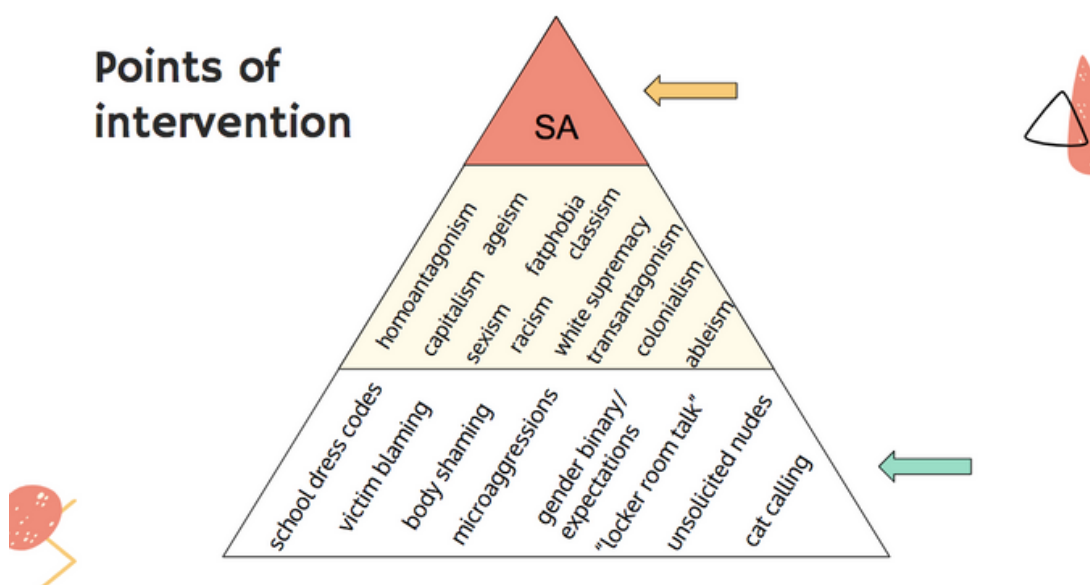 Points of
intervention
SA
homoantagonism
ageism
fatphobia
classism
capitalism
sexism
racism
white supremacy
transantagonism
colonialism
ableism
school dress codes
victim blaming
body shaming
microaggressions
gender binary/
expectations
“locker room talk”
unsolicited nudes
cat calling